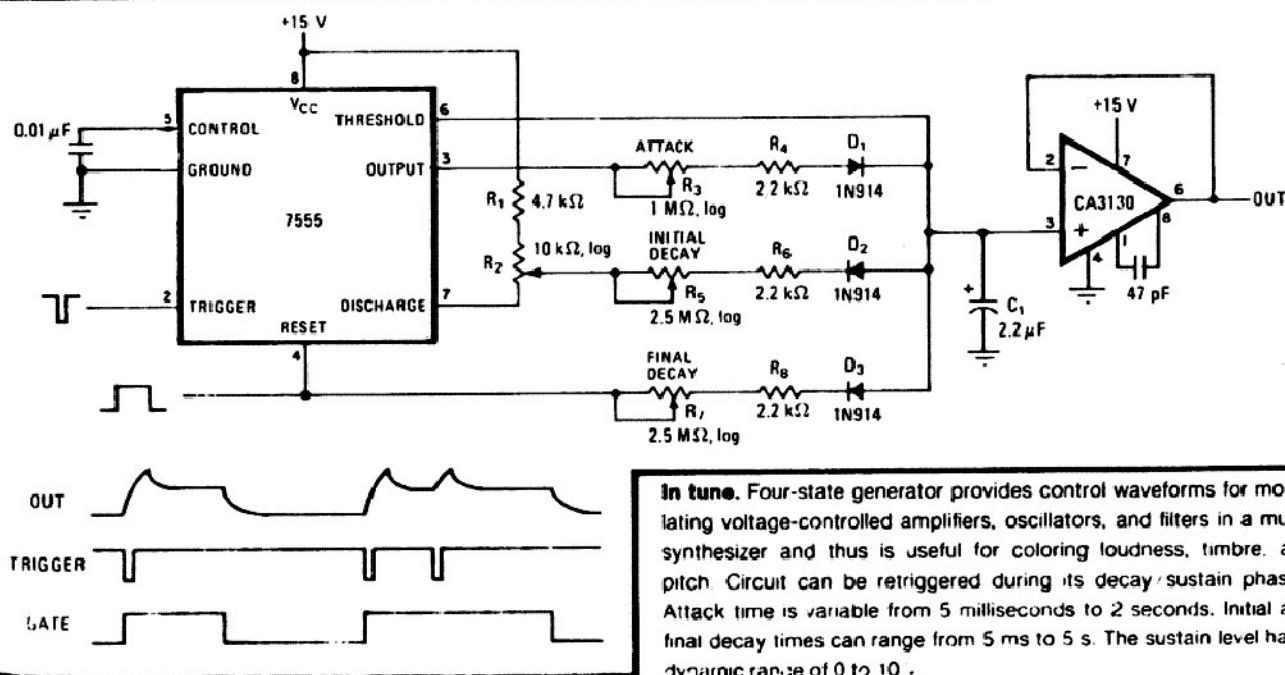 +15 V
8
V CC
0.01 µF
5
CONTROL
THRESHOLD
6
GROUND
OUTPUT
3
7555
2
TRIGGER
DISCHARGE
7
RESET
4
R1
4.7 kΩ
R2
10 kΩ, log
ATTACK
R3
1 MΩ, log
R4
2.2 kΩ
D1
1N914
INITIAL
DECAY
R5
2.5 MΩ, log
R6
2.2 kΩ
D2
1N914
FINAL
DECAY
2.5 MΩ, log
R8
2.2 kΩ
D3
1N914
+
C1
2.2 µF
+15 V
2
−
7
CA3130
6
OUT
3
+
4
1
8
47 pF
OUT
TRIGGER
GATE
In tune. Four-state generator provides control waveforms for mo
lating voltage-controlled amplifiers, oscillators, and filters in a mu
synthesizer and thus is useful for coloring loudness, timbre, a
pitch. Circuit can be retriggered during its decay/sustain phas
Attack time is variable from 5 milliseconds to 2 seconds. Initial a
final decay times can range from 5 ms to 5 s. The sustain level ha
dynamic range of 0 to 10